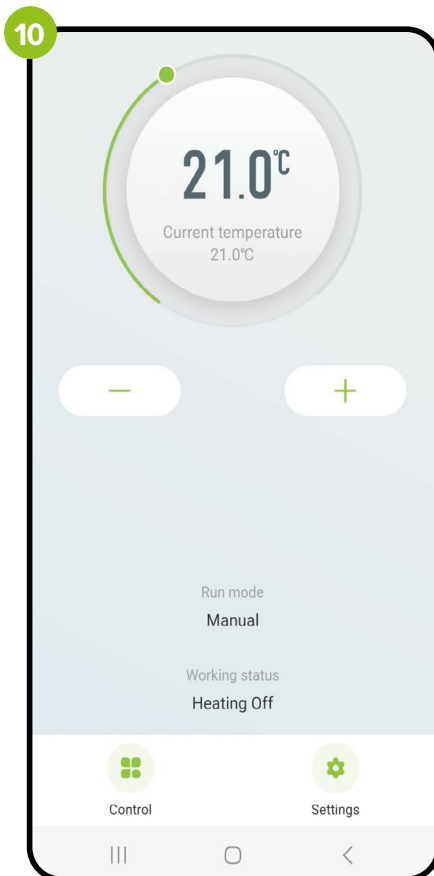 10
21.0℃
Current temperature
21.0℃
Run mode
Manual
Working status
Heating Off
Control
Settings